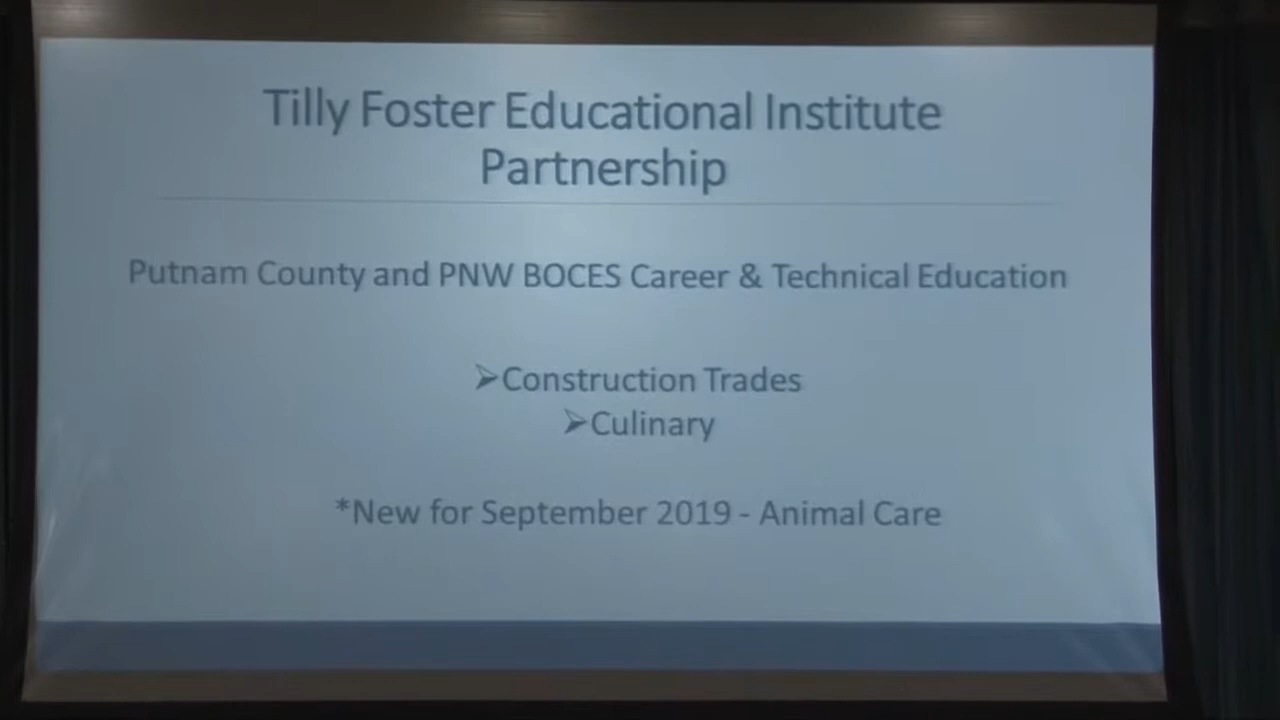 Tilly Foster Educational Institute
Partnership
Putnam County and PNW BOCES Career & Technical Education
➢Construction Trades
➢Culinary
*New for September 2019 - Animal Care